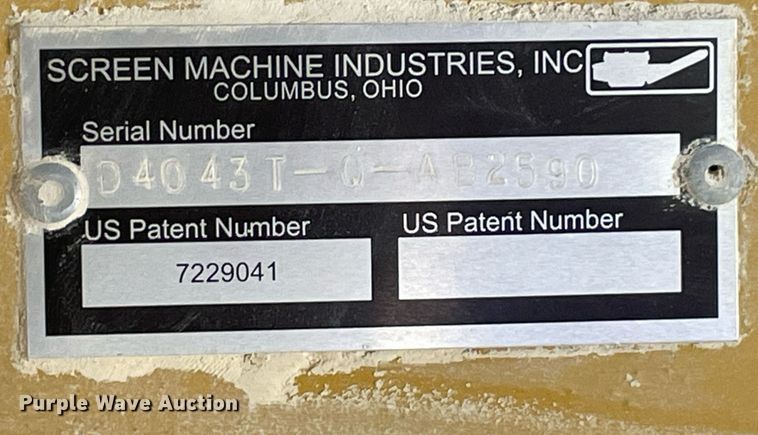 SCREEN MACHINE INDUSTRIES, INC
COLUMBUS, OHIO
Serial Number
D4043T-Q-AB2590
US Patent Number
US Patent Number
7229041
Purple Wave Auction